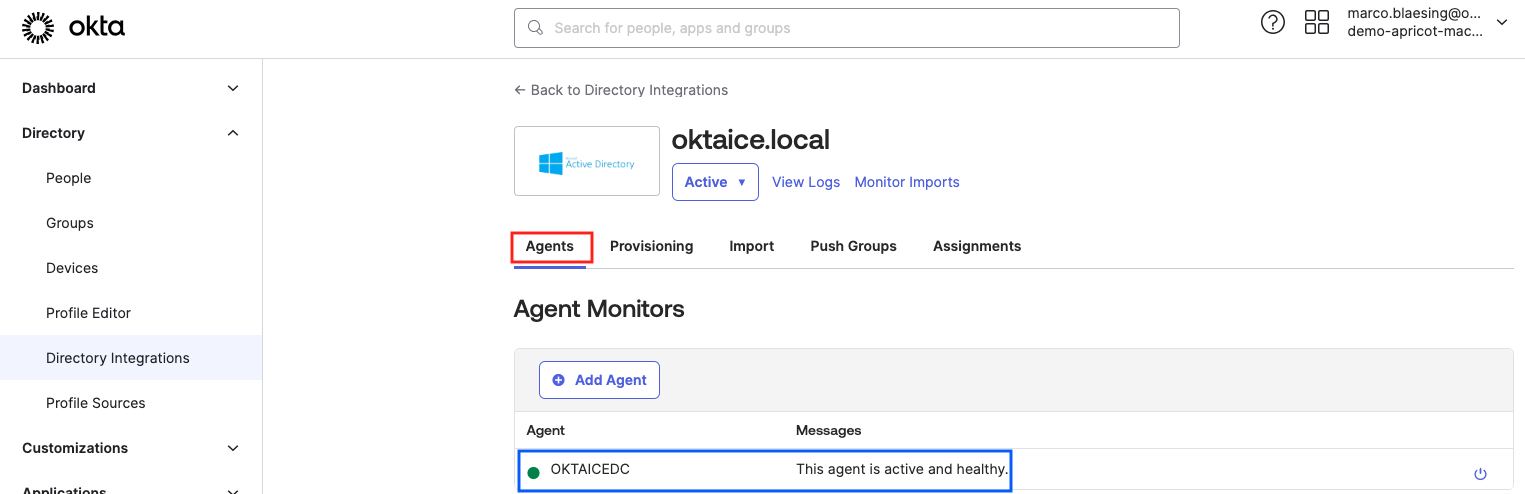 okta
Search for people, apps and groups
marco.blaesing@o...
demo-apricot-mac...
Dashboard
Directory
People
Groups
Devices
Profile Editor
Directory Integrations
Profile Sources
Customizations
Applications
← Back to Directory Integrations
Active Directory
oktaice.local
Active ▼ View Logs Monitor Imports
Agents Provisioning Import Push Groups Assignments
Agent Monitors
Add Agent
Agent Messages
OKTAICEDC This agent is active and healthy.